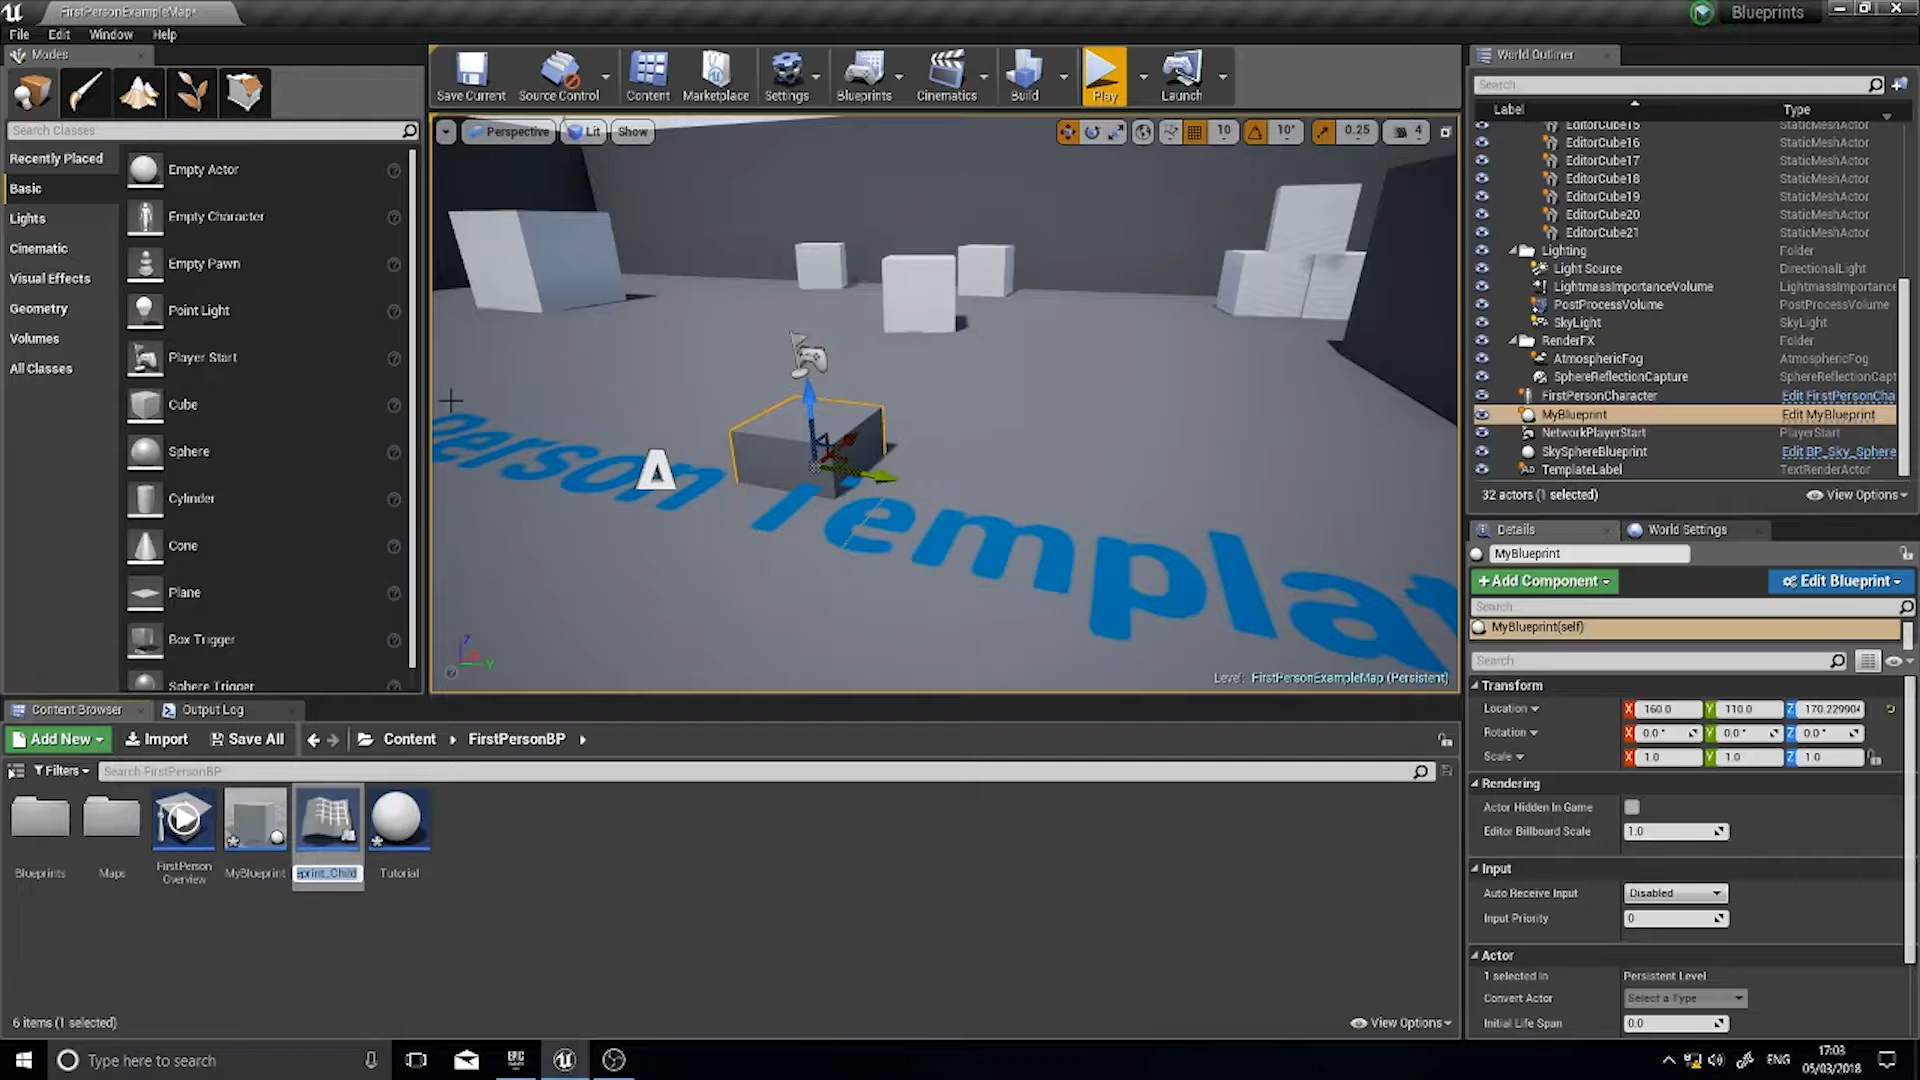 FirstPersonExampleMap*
Blueprints
File Edit Window Help
Modes
Search Classes
Recently Placed
Basic
Lights
Cinematic
Visual Effects
Geometry
Volumes
All Classes
Empty Actor
Empty Character
Empty Pawn
Point Light
Player Start
Cube
Sphere
Cylinder
Cone
Plane
Box Trigger
Sphere Trigger
Save Current
Source Control
Content
Marketplace
Settings
Blueprints
Cinematics
Build
Play
Launch
Perspective
Lit
Show
10
10°
0.25
4
erson Templat
Level: FirstPersonExampleMap (Persistent)
World Outliner
Search...
Label Type
EditorCube15 StaticMeshActor
EditorCube16 StaticMeshActor
EditorCube17 StaticMeshActor
EditorCube18 StaticMeshActor
EditorCube19 StaticMeshActor
EditorCube20 StaticMeshActor
EditorCube21 StaticMeshActor
Lighting Folder
Light Source DirectionalLight
LightmassImportanceVolume LightmassImportance
PostProcessVolume PostProcessVolume
SkyLight SkyLight
RenderFX Folder
AtmosphericFog AtmosphericFog
SphereReflectionCapture SphereReflectionCapt
FirstPersonCharacter Edit FirstPersonCha
MyBlueprint Edit MyBlueprint
NetworkPlayerStart PlayerStart
SkySphereBlueprint Edit BP_Sky_Sphere
TemplateLabel TextRenderActor
32 actors (1 selected)
View Options
Details
World Settings
MyBlueprint
+Add Component
Edit Blueprint
Search
MyBlueprint(self)
Search
Transform
Location X 160.0 Y 110.0 Z 170.229904
Rotation X 0.0° Y 0.0° Z 0.0°
Scale X 1.0 Y 1.0 Z 1.0
Rendering
Actor Hidden In Game
Editor Billboard Scale 1.0
Input
Auto Receive Input Disabled
Input Priority 0
Actor
1 selected in Persistent Level
Convert Actor Select a Type
Initial Life Span 0.0
Content Browser
Output Log
Add New
Import
Save All
Content
FirstPersonBP
Filters
Search FirstPersonBP
Blueprints
Maps
FirstPerson
Overview
MyBlueprint
eprint_Child
Tutorial
6 items (1 selected)
View Options
Type here to search
EPIC
ENG
17:03
05/03/2018